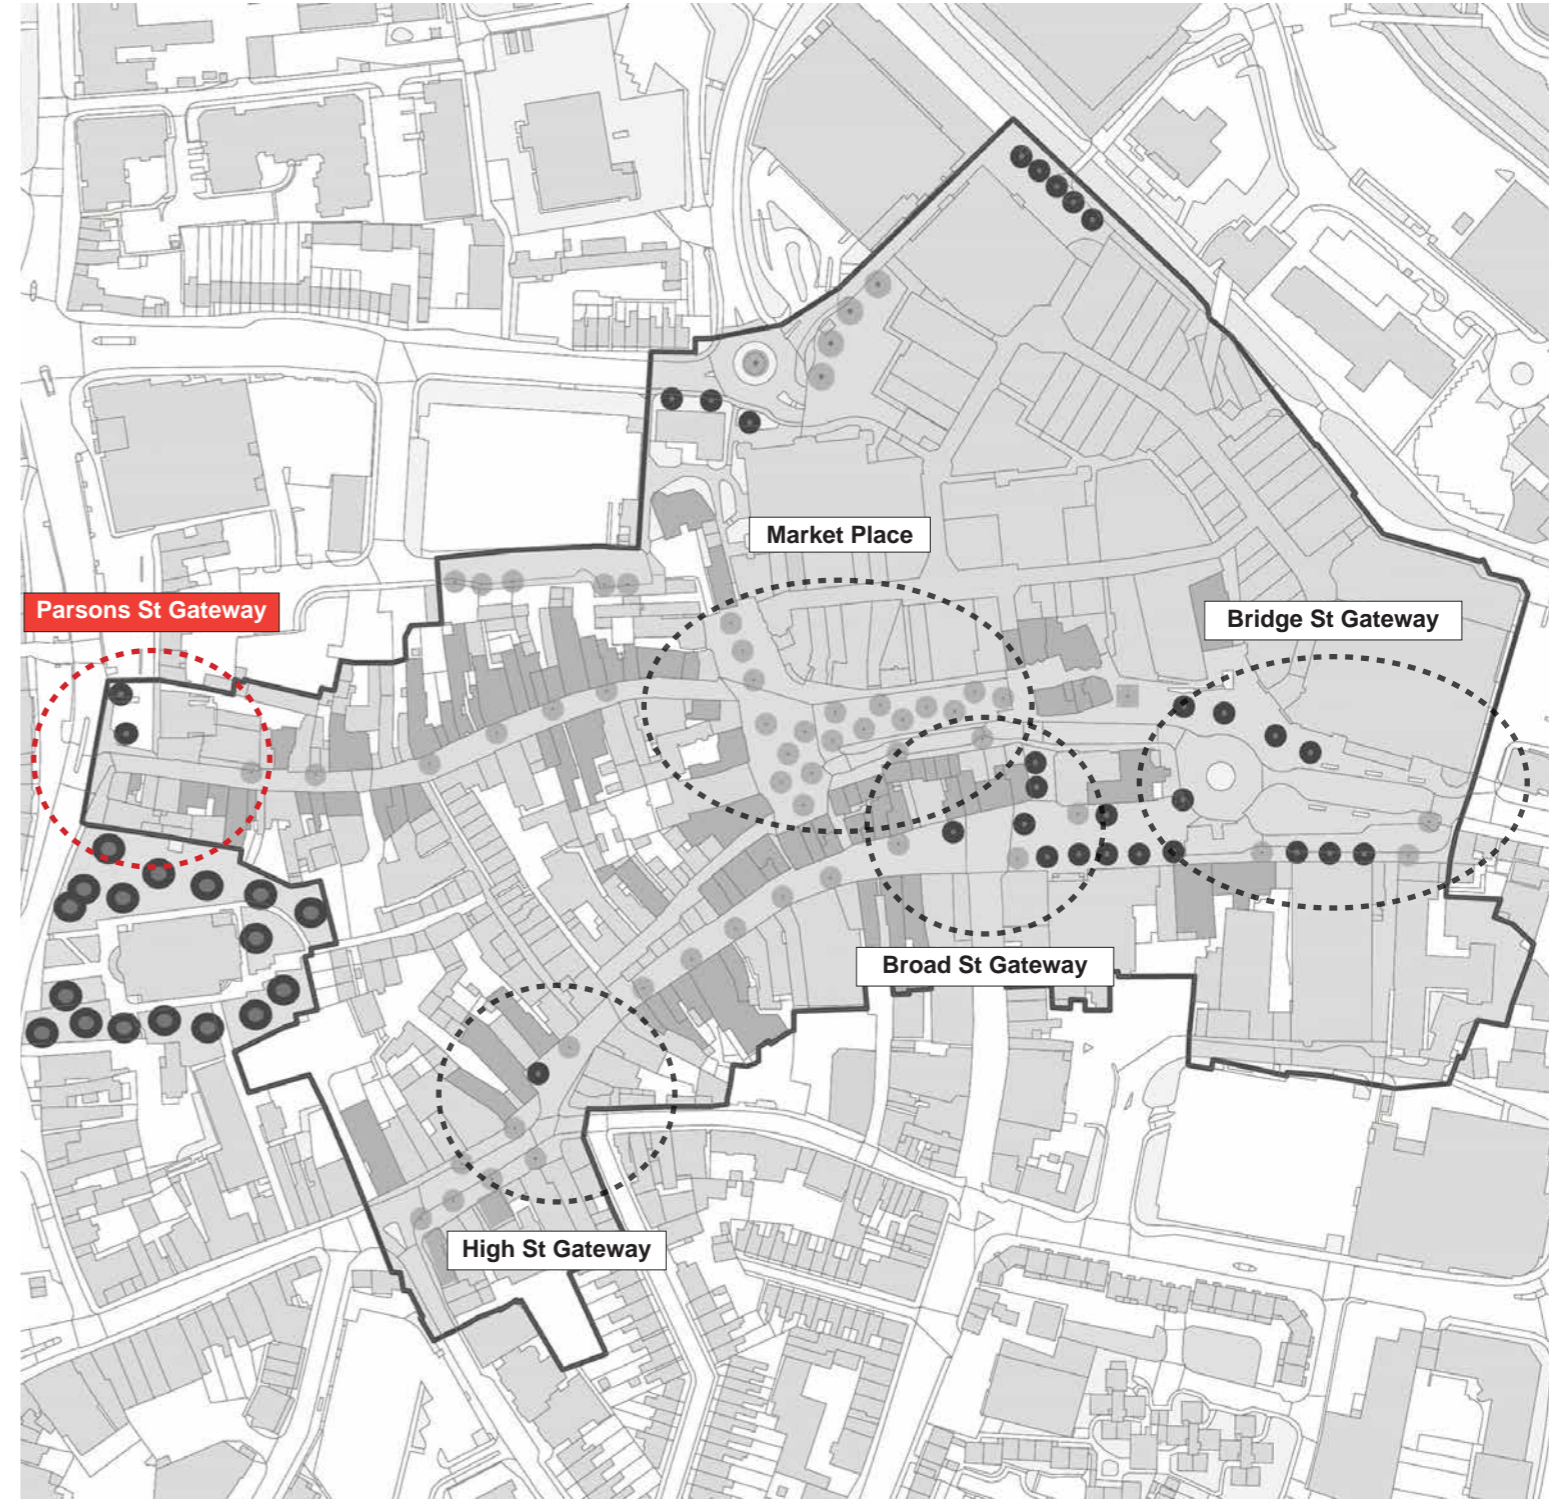 Market Place
Parsons St Gateway
Bridge St Gateway
Broad St Gateway
High St Gateway